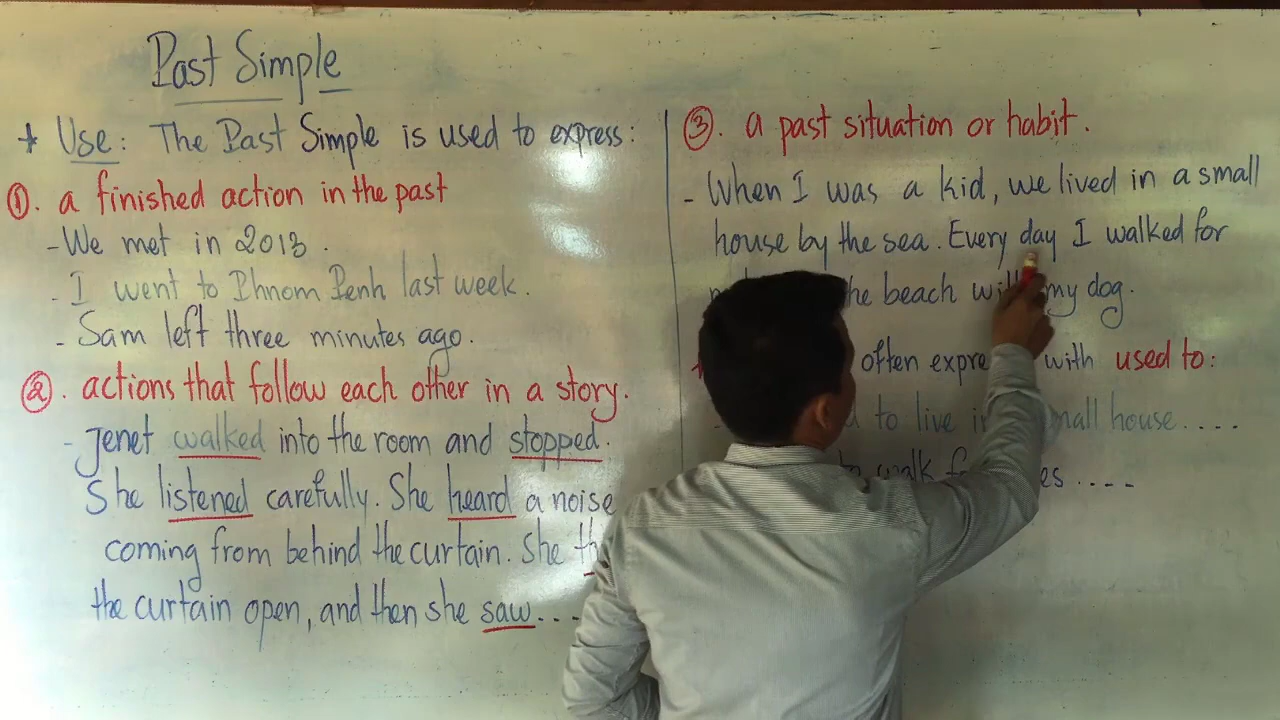 Past Simple
* Use: The Past Simple is used to express:
①. a finished action in the past
- We met in 2013.
- I went to Phnom Penh last week.
- Sam left three minutes ago.
②. actions that follow each other in a story.
- Jenet walked into the room and stopped.
She listened carefully. She heard a noise
coming from behind the curtain. She
the curtain open, and then she saw....
③. a past situation or habit.
- When I was a kid, we lived in a small
house by the sea. Every day I walked for
the beach with my dog.
often with used to:
to live small house....
walk